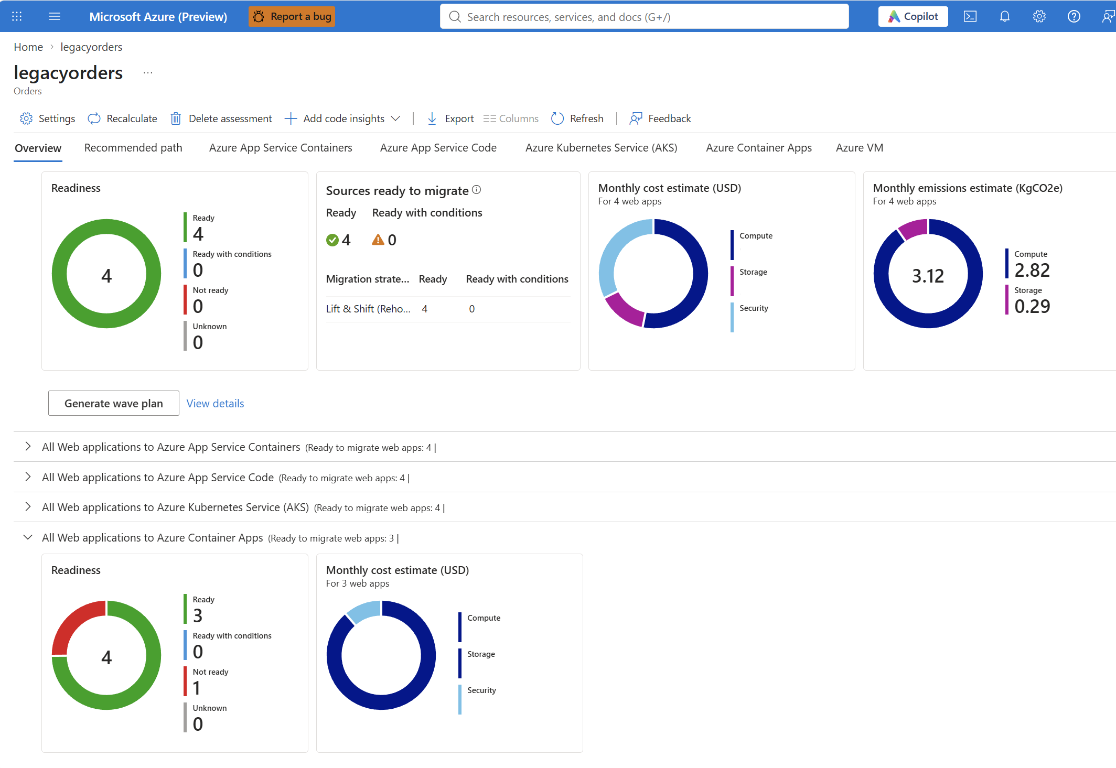 Microsoft Azure (Preview)
Report a bug
Search resources, services, and docs (G+/)
Copilot
Home > legacyorders
legacyorders ...
Orders
Settings
Recalculate
Delete assessment
Add code insights
Export
Columns
Refresh
Feedback
Overview
Recommended path
Azure App Service Containers
Azure App Service Code
Azure Kubernetes Service (AKS)
Azure Container Apps
Azure VM
Readiness
4
Ready
4
Ready with conditions
0
Not ready
0
Unknown
0
Sources ready to migrate
Ready Ready with conditions
4 0
Migration strate... Ready Ready with conditions
Lift & Shift (Reho... 4 0
Monthly cost estimate (USD)
For 4 web apps
Compute
Storage
Security
Monthly emissions estimate (KgCO2e)
For 4 web apps
3.12
Compute
2.82
Storage
0.29
Generate wave plan
View details
All Web applications to Azure App Service Containers (Ready to migrate web apps: 4 |
All Web applications to Azure App Service Code (Ready to migrate web apps: 4 |
All Web applications to Azure Kubernetes Service (AKS) (Ready to migrate web apps: 4 |
All Web applications to Azure Container Apps (Ready to migrate web apps: 3 |
Readiness
4
Ready
3
Ready with conditions
0
Not ready
1
Unknown
0
Monthly cost estimate (USD)
For 3 web apps
Compute
Storage
Security